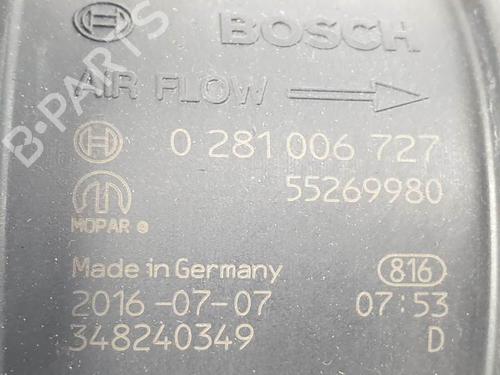 BOSCH
AIR FLOW
0 281 006 727
55269980
MOPAR ®
Made in Germany 816
2016-07-07 07:53
348240349 D
B-PARTS